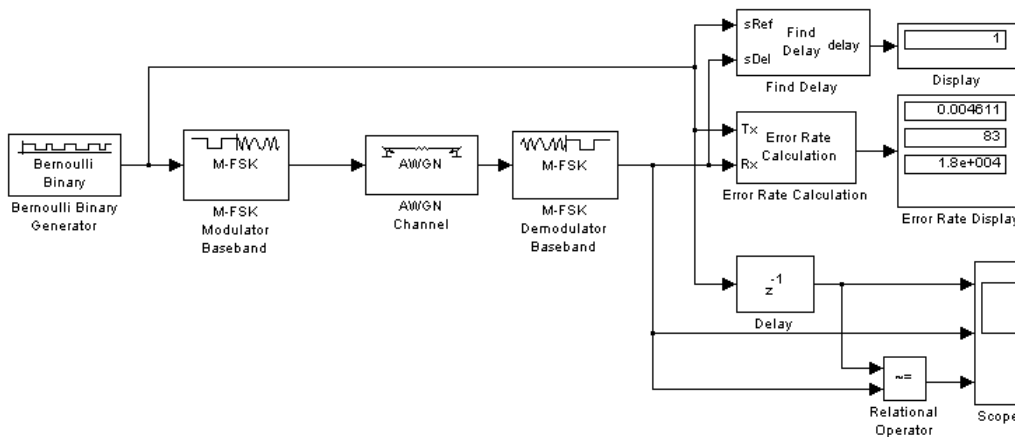 sRef
sDel
Find
Delay
delay
Find Delay
1
Display
Tx
Rx
Error Rate
Calculation
Error Rate Calculation
0.004611
83
1.8e+004
Error Rate Display
Bernoulli
Binary
Bernoulli Binary
Generator
M-FSK
M-FSK
Modulator
Baseband
AWGN
AWGN
Channel
M-FSK
M-FSK
Demodulator
Baseband
z-1
Delay
~=
Relational
Operator
Scope